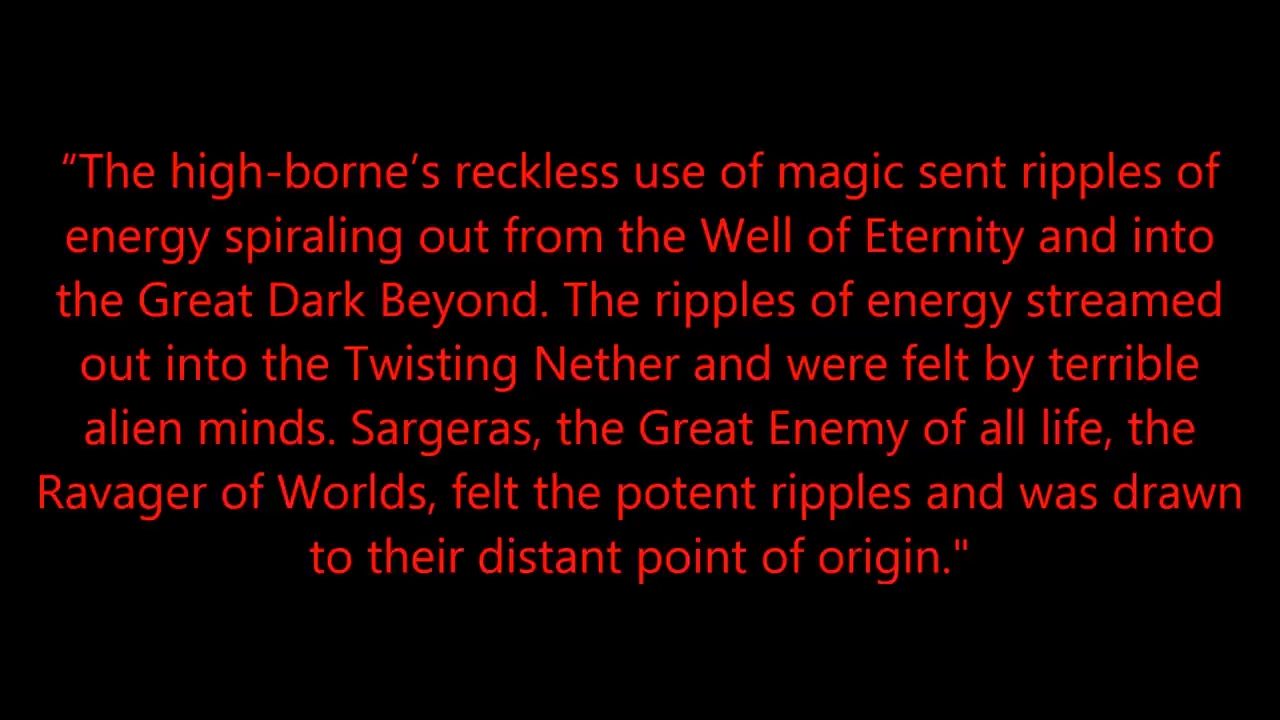 “The high-borne’s reckless use of magic sent ripples of
energy spiraling out from the Well of Eternity and into
the Great Dark Beyond. The ripples of energy streamed
out into the Twisting Nether and were felt by terrible
alien minds. Sargeras, the Great Enemy of all life, the
Ravager of Worlds, felt the potent ripples and was drawn
to their distant point of origin."